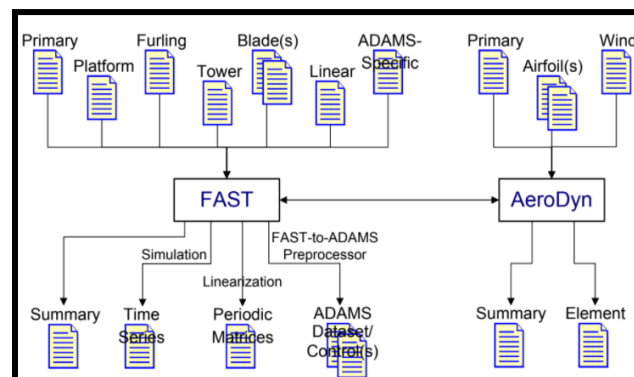 Primary
Platform
Furling
Tower
Blade(s)
Linear
ADAMS-
Specific
Primary
Airfoil(s)
Wind
FAST
AeroDyn
Simulation
Linearization
FAST-to-ADAMS
Preprocessor
Summary
Time
Series
Periodic
Matrices
ADAMS
Dataset/
Control(s)
Summary
Element